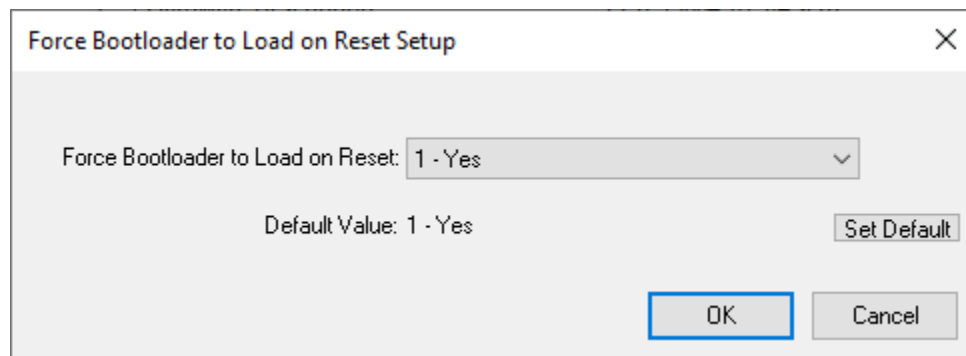 Force Bootloader to Load on Reset Setup
Force Bootloader to Load on Reset: 1 - Yes
Default Value: 1 - Yes
Set Default
OK
Cancel